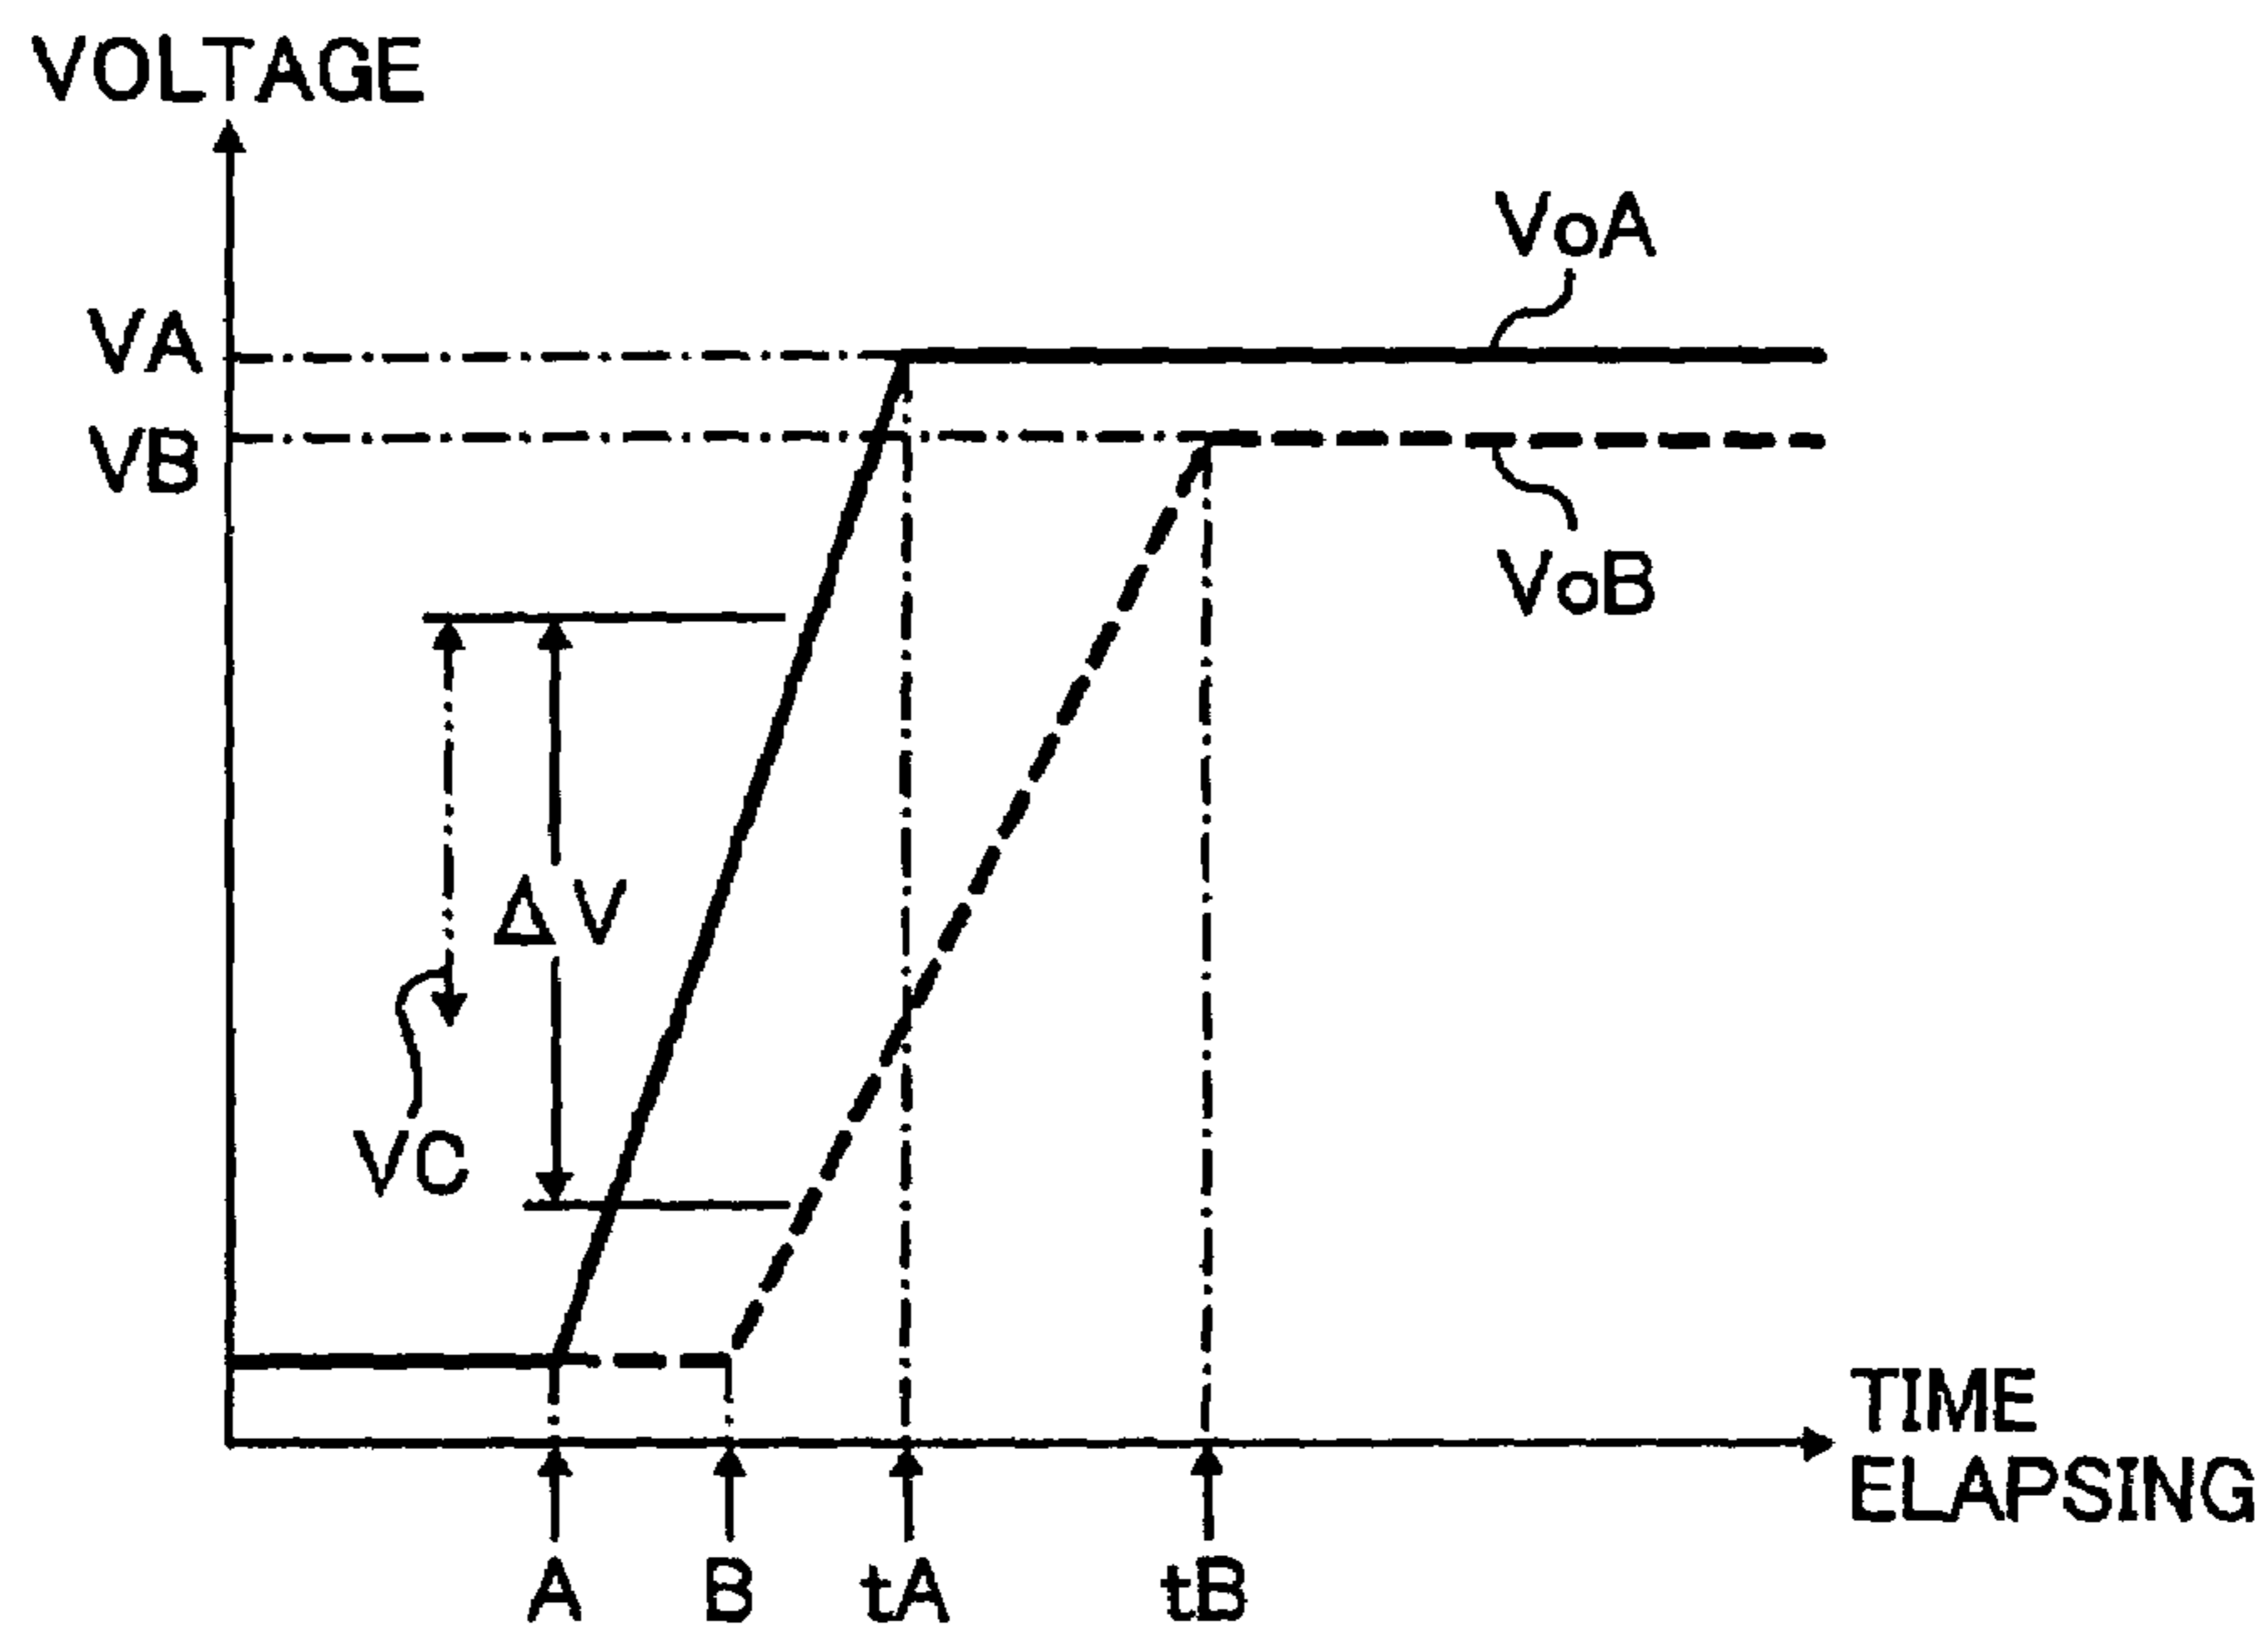 VOLTAGE
VoA
VA
VB
VoB
ΔV
VC
TIME
ELAPSING
A B tA tB